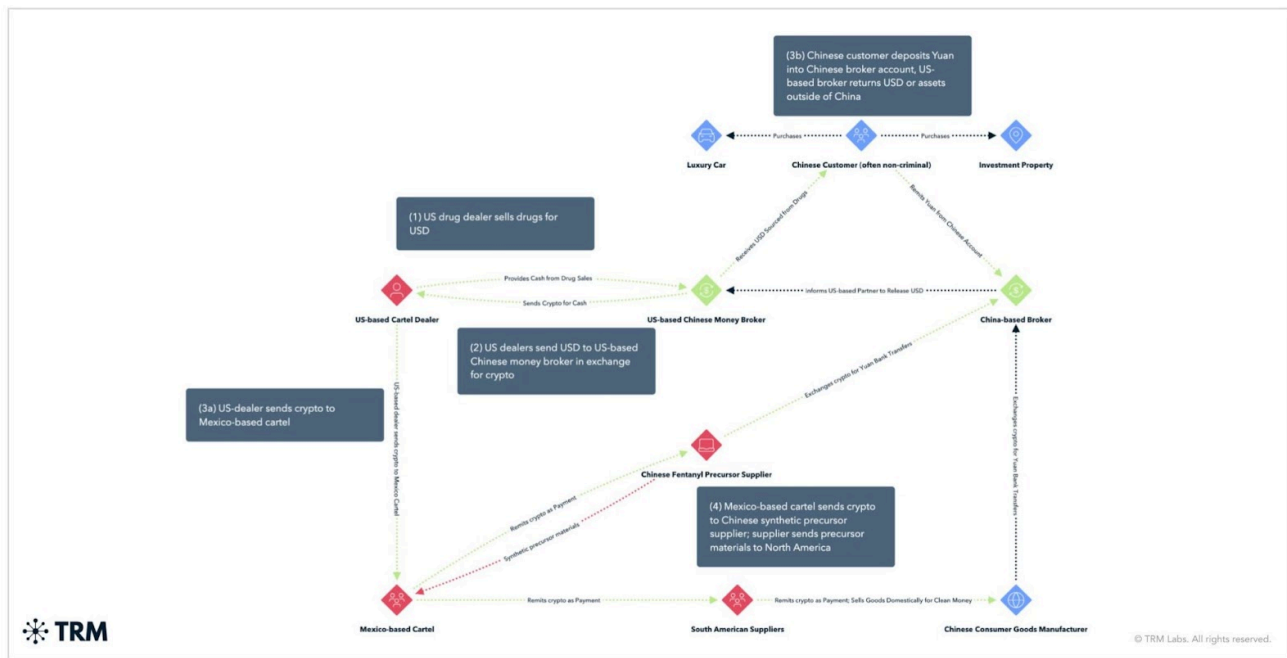 (3b) Chinese customer deposits Yuan
into Chinese broker account, US-
based broker returns USD or assets
outside of China
Purchases
Purchases
Luxury Car
Chinese Customer (often non-criminal)
Investment Property
(1) US drug dealer sells drugs for
USD
Receives USD Sourced from Drugs
Remits Yuan from Chinese Account
Provides Cash from Drug Sales
Sends Crypto for Cash
Informs US-based Partner to Release USD
US-based Cartel Dealer
US-based Chinese Money Broker
China-based Broker
(2) US dealers send USD to US-based
Chinese money broker in exchange
for crypto
(3a) US-dealer sends crypto to
Mexico-based cartel
US-based dealer sends crypto to Mexico Cartel
Exchanges crypto for Yuan Bank Transfers
Exchanges crypto for Yuan Bank Transfers
Chinese Fentanyl Precursor Supplier
Remits crypto as Payment
Synthetic precursor materials
(4) Mexico-based cartel sends crypto
to Chinese synthetic precursor
supplier; supplier sends precursor
materials to North America
Remits crypto as Payment
Remits crypto as Payment; Sells Goods Domestically for Clean Money
Mexico-based Cartel
South American Suppliers
Chinese Consumer Goods Manufacturer
TRM
© TRM Labs. All rights reserved.